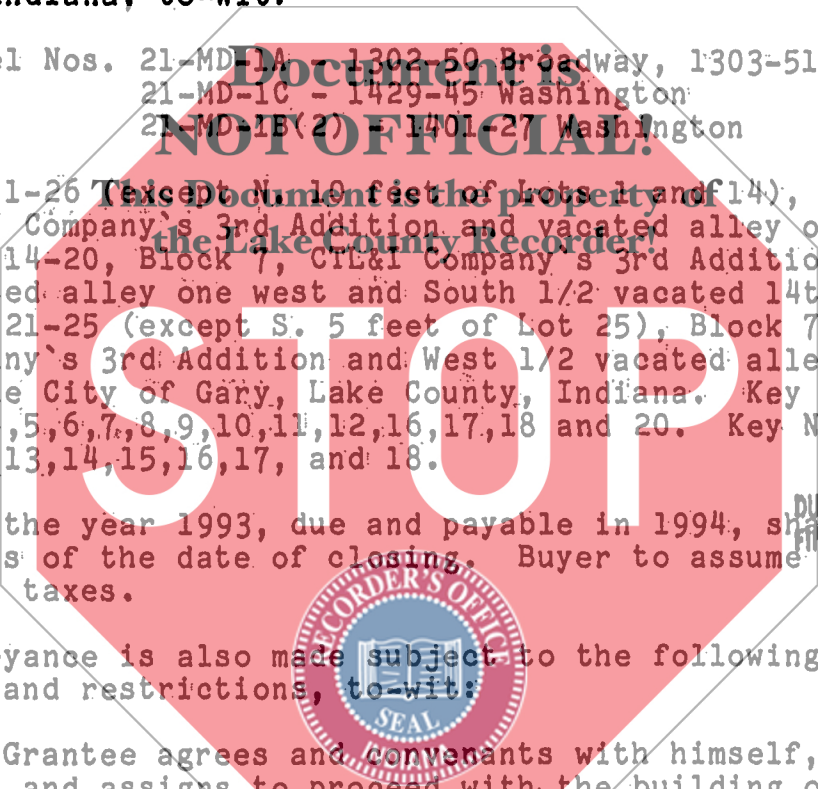 Indiana, to-wit:
el Nos. 21-MD-1A - 1302-50 Broadway, 1303-51
21-MD-1C - 1429-45 Washington
21-MD-1B(2) - 1401-27 Washington
Document is
NOT OFFICIAL!
This Document is the property of
the Lake County Recorder!
1-26 (except N. 10 feet of Lots 1 and 14),
Company`s 3rd Addition and vacated alley o
14-20, Block 7, CIL&I Company`s 3rd Additio
ed alley one west and South 1/2 vacated 14t
21-25 (except S. 5 feet of Lot 25), Block 7
ny`s 3rd Addition and West 1/2 vacated alle
e City of Gary, Lake County, Indiana. Key
,5,6,7,8,9,10,11,12,16,17,18 and 20. Key N
13,14,15,16,17, and 18.
STOP
the year 1993, due and payable in 1994, sha
s of the date of closing. Buyer to assume
taxes.
DU
FI
RECORDER'S OFFICE
SEAL
yance is also made subject to the following
and restrictions, to-wit:
Grantee agrees and convenants with himself,
and assigns to proceed with the building o